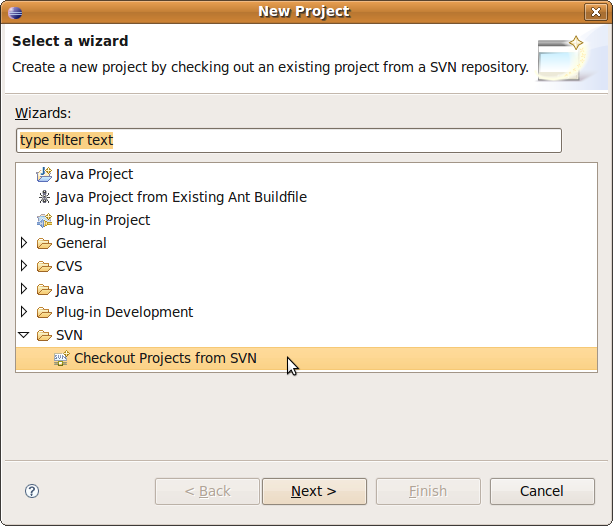 New Project
Select a wizard
Create a new project by checking out an existing project from a SVN repository.
Wizards:
type filter text
Java Project
Java Project from Existing Ant Buildfile
Plug-in Project
General
CVS
Java
Plug-in Development
SVN
Checkout Projects from SVN
< Back Next > Finish Cancel